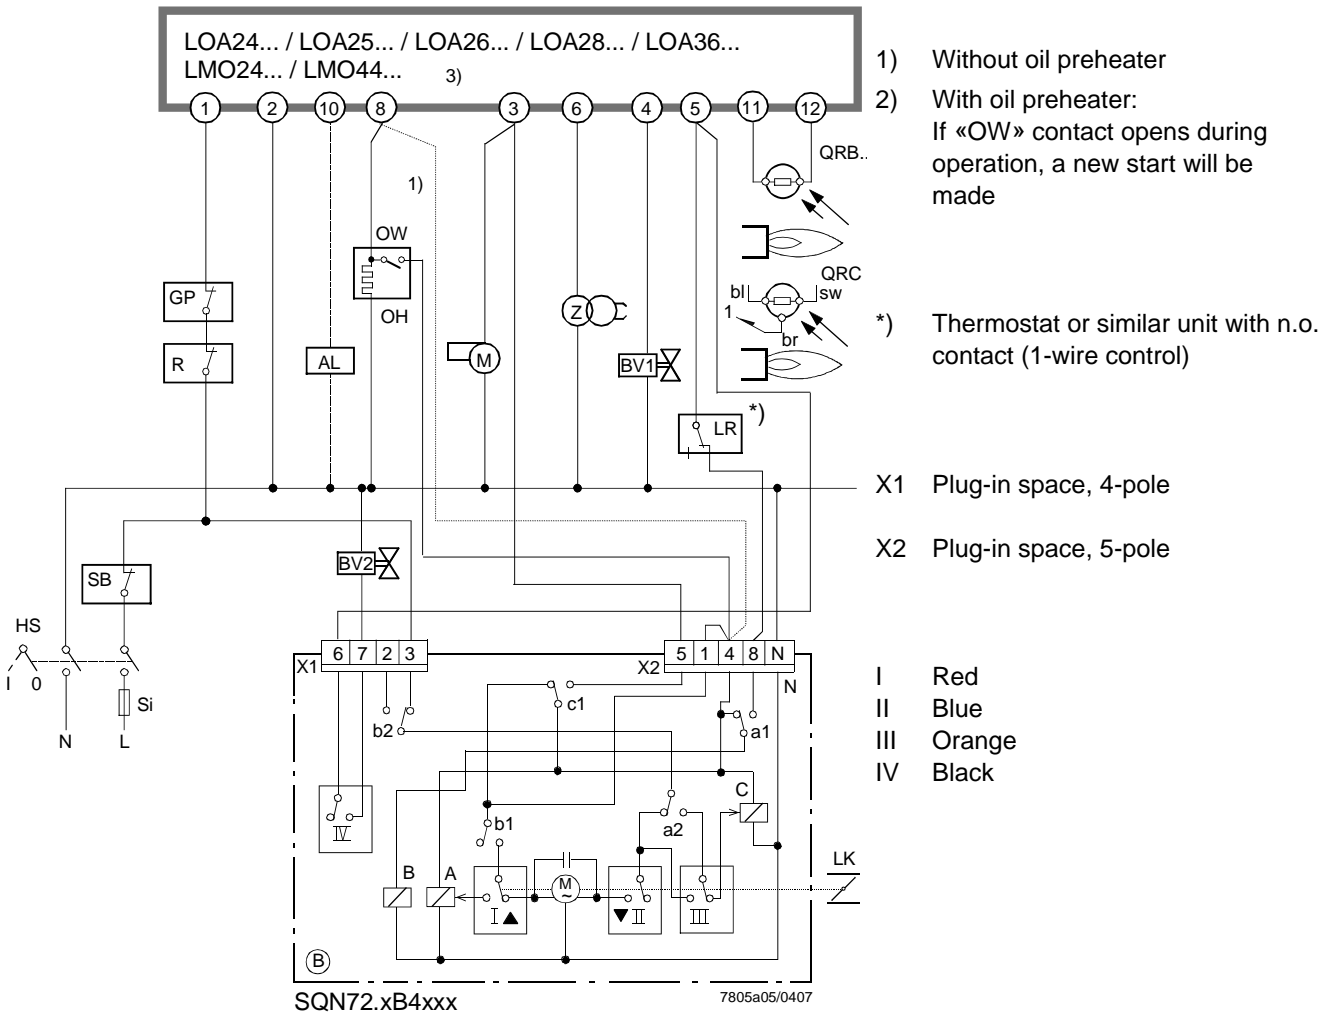 LOA24... / LOA25... / LOA26... / LOA28... / LOA36...
LMO24... / LMO44...
3)
1 2 10 8 3 6 4 5 11 12
1) Without oil preheater
2) With oil preheater:
If «OW» contact opens during
operation, a new start will be
made
QRB..
1)
OW
OH
GP
R
AL
M
Z
BV1
QRC
bl
sw
1
br
*) Thermostat or similar unit with n.o.
contact (1-wire control)
*)
LR
X1 Plug-in space, 4-pole
X2 Plug-in space, 5-pole
SB
BV2
HS
I 0
Si
N L
X1
6 7 2 3
X2
5 1 4 8 N
N
I Red
II Blue
III Orange
IV Black
c1
b2
a1
C
IV
b1
a2
B
A
M
~
I
II
III
LK
B
SQN72.xB4xxx
7805a05/0407